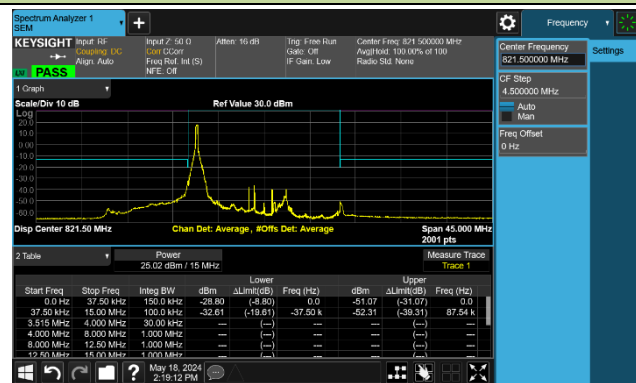 Spectrum Analyzer 1
SEM
+
Frequency
KEYSIGHT
Input: RF
Coupling: DC
Align: Auto
Input Z: 50 Ω
Corr CCorr
Freq Ref: Int (S)
NFE: Off
Atten: 16 dB
Trig: Free Run
Gate: Off
IF Gain: Low
Center Freq: 821.500000 MHz
Avg|Hold: 100.00% of 100
Radio Std: None
LW PASS
Center Frequency
821.500000 MHz
Settings
CF Step
4.500000 MHz
Auto
Man
Freq Offset
0 Hz
1 Graph
Scale/Div 10 dB
Ref Value 30.0 dBm
Log
20.0
10.0
0.00
-10.0
-20.0
-30.0
-40.0
-50.0
-60.0
Disp Center 821.50 MHz
Chan Det: Average , #Offs Det: Average
Span 45.000 MHz
2001 pts
2 Table
Power
25.02 dBm / 15 MHz
Measure Trace
Trace 1
Lower Upper
Start Freq Stop Freq Integ BW dBm ΔLimit(dB) Freq (Hz) dBm ΔLimit(dB) Freq (Hz)
0.0 Hz 37.50 kHz 150.0 kHz -28.80 (-8.80) 0.0 -51.07 (-31.07) 0.0
37.50 kHz 15.00 MHz 100.0 kHz -32.61 (-19.61) -37.50 k -52.31 (-39.31) 87.54 k
3.515 MHz 4.000 MHz 30.00 kHz --- (---) --- --- (---) ---
4.000 MHz 8.000 MHz 1.000 MHz --- (---) --- --- (---) ---
8.000 MHz 12.50 MHz 1.000 MHz --- (---) --- --- (---) ---
12.50 MHz 15.00 MHz 1.000 MHz --- (---) --- --- (---) ---
?
May 18, 2024
2:19:12 PM